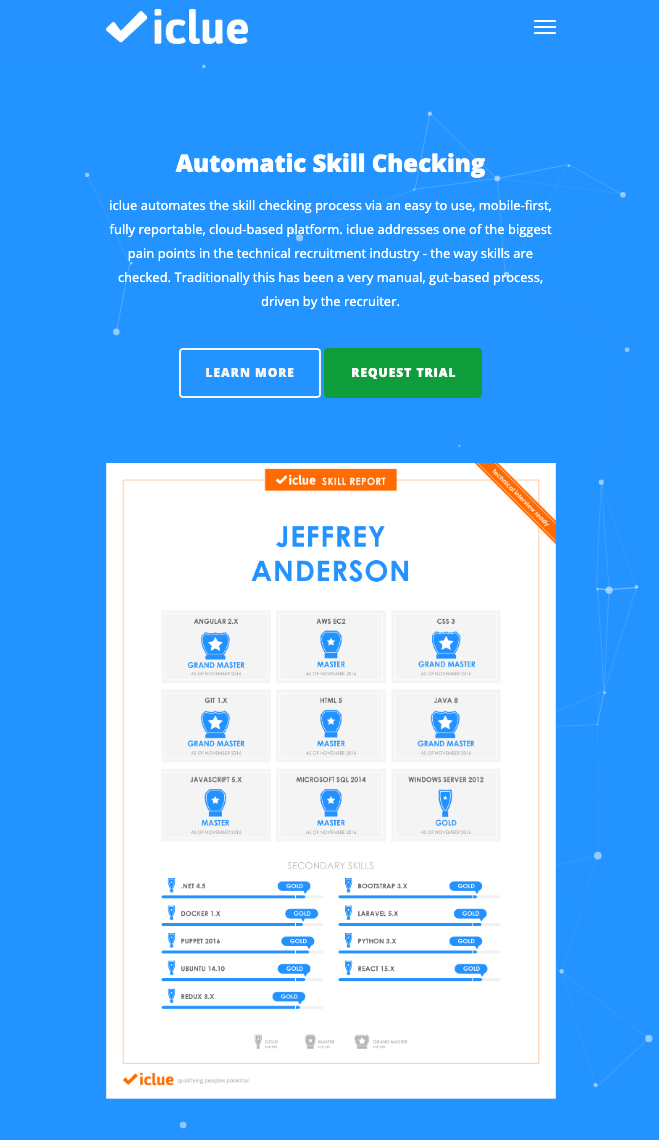 iclue
Automatic Skill Checking
iclue automates the skill checking process via an easy to use, mobile-first,
fully reportable, cloud-based platform. iclue addresses one of the biggest
pain points in the technical recruitment industry - the way skills are
checked. Traditionally this has been a very manual, gut-based process,
driven by the recruiter.
LEARN MORE
REQUEST TRIAL
iclue SKILL REPORT
technical interview ready
JEFFREY
ANDERSON
ANGULAR 2.X
GRAND MASTER
AS OF NOVEMBER 2016
AWS EC2
MASTER
AS OF NOVEMBER 2016
CSS 3
GRAND MASTER
AS OF NOVEMBER 2016
GIT 1.X
GRAND MASTER
AS OF NOVEMBER 2016
HTML 5
MASTER
AS OF NOVEMBER 2016
JAVA 8
GRAND MASTER
AS OF NOVEMBER 2016
JAVASCRIPT 5.X
MASTER
AS OF NOVEMBER 2016
MICROSOFT SQL 2014
MASTER
AS OF NOVEMBER 2016
WINDOWS SERVER 2012
GOLD
AS OF NOVEMBER 2016
SECONDARY SKILLS
.NET 4.5 GOLD
BOOTSTRAP 3.X GOLD
DOCKER 1.X GOLD
LARAVEL 5.X GOLD
PUPPET 2016 GOLD
PYTHON 3.X GOLD
UBUNTU 14.10 GOLD
REACT 15.X GOLD
REDUX 3.X GOLD
GOLD
MASTER
GRAND MASTER
iclue qualifying peoples potential